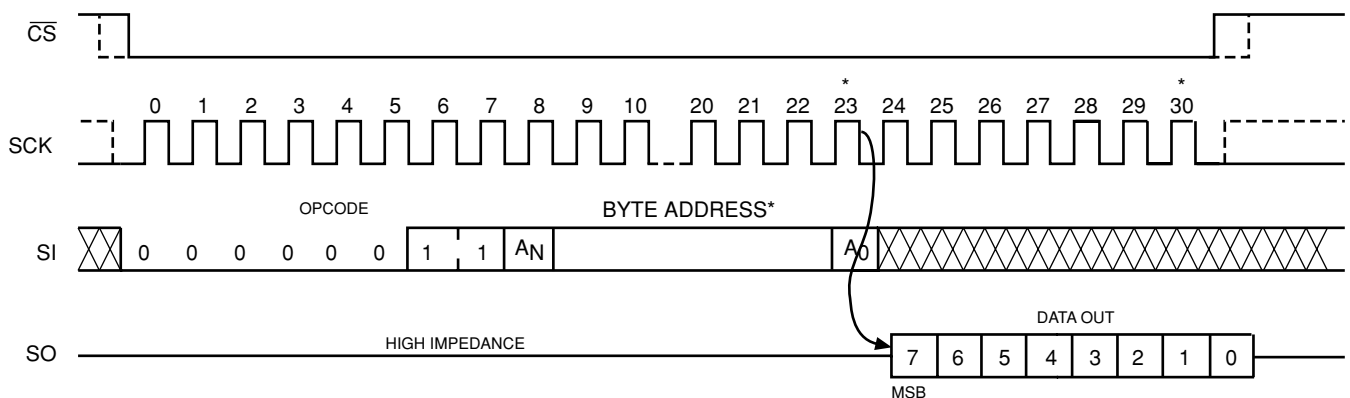 CS
* *
0 1 2 3 4 5 6 7 8 9 10 20 21 22 23 24 25 26 27 28 29 30
SCK
OPCODE BYTE ADDRESS*
SI 0 0 0 0 0 0 1 1 AN A0
DATA OUT
SO HIGH IMPEDANCE 7 6 5 4 3 2 1 0
MSB